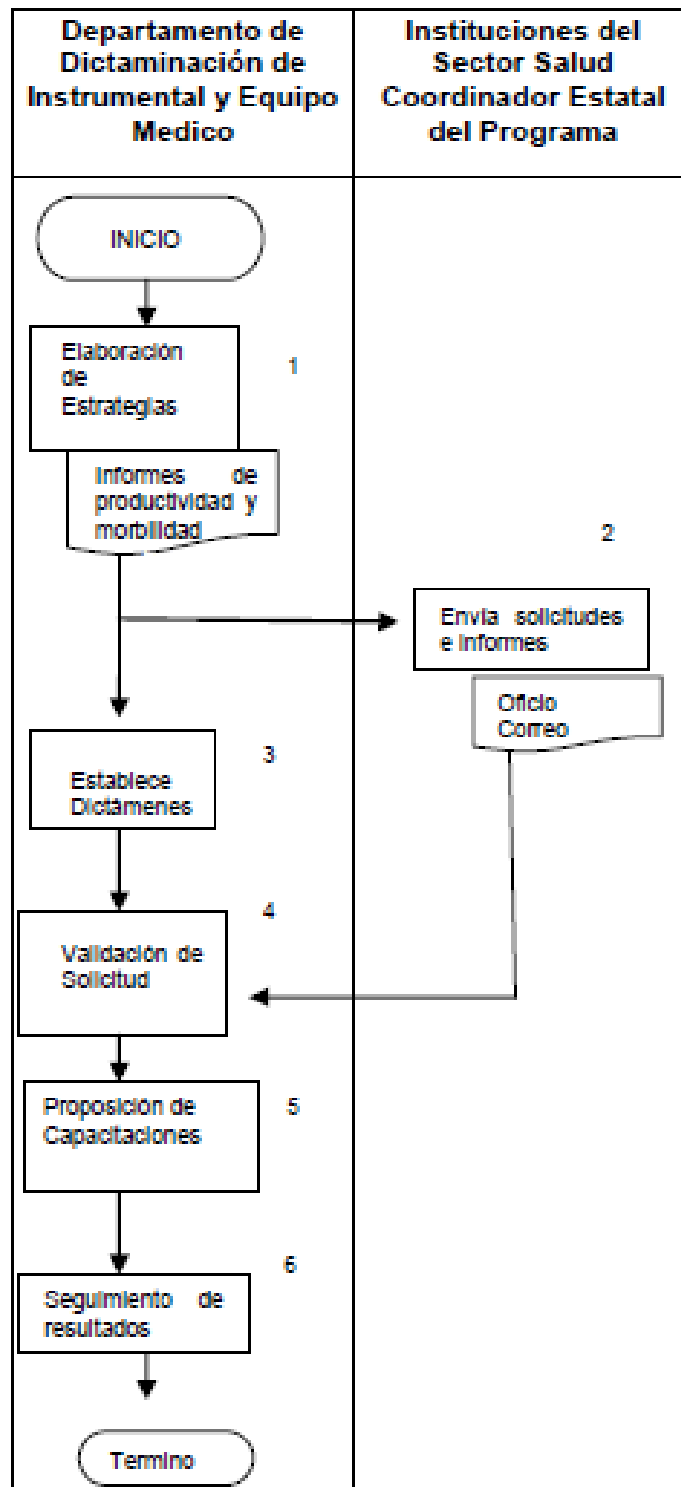 Departamento de
Dictaminación de
Instrumental y Equipo
Medico
Instituciones del
Sector Salud
Coordinador Estatal
del Programa
INICIO
Elaboración
de
Estrategias
1
Informes de
productividad y
morbilidad
2
Envía solicitudes
e Informes
Oficio
Correo
3
Establece
Dictámenes
4
Validación de
Solicitud
Proposición de
Capacitaciones
5
6
Seguimiento de
resultados
Termino